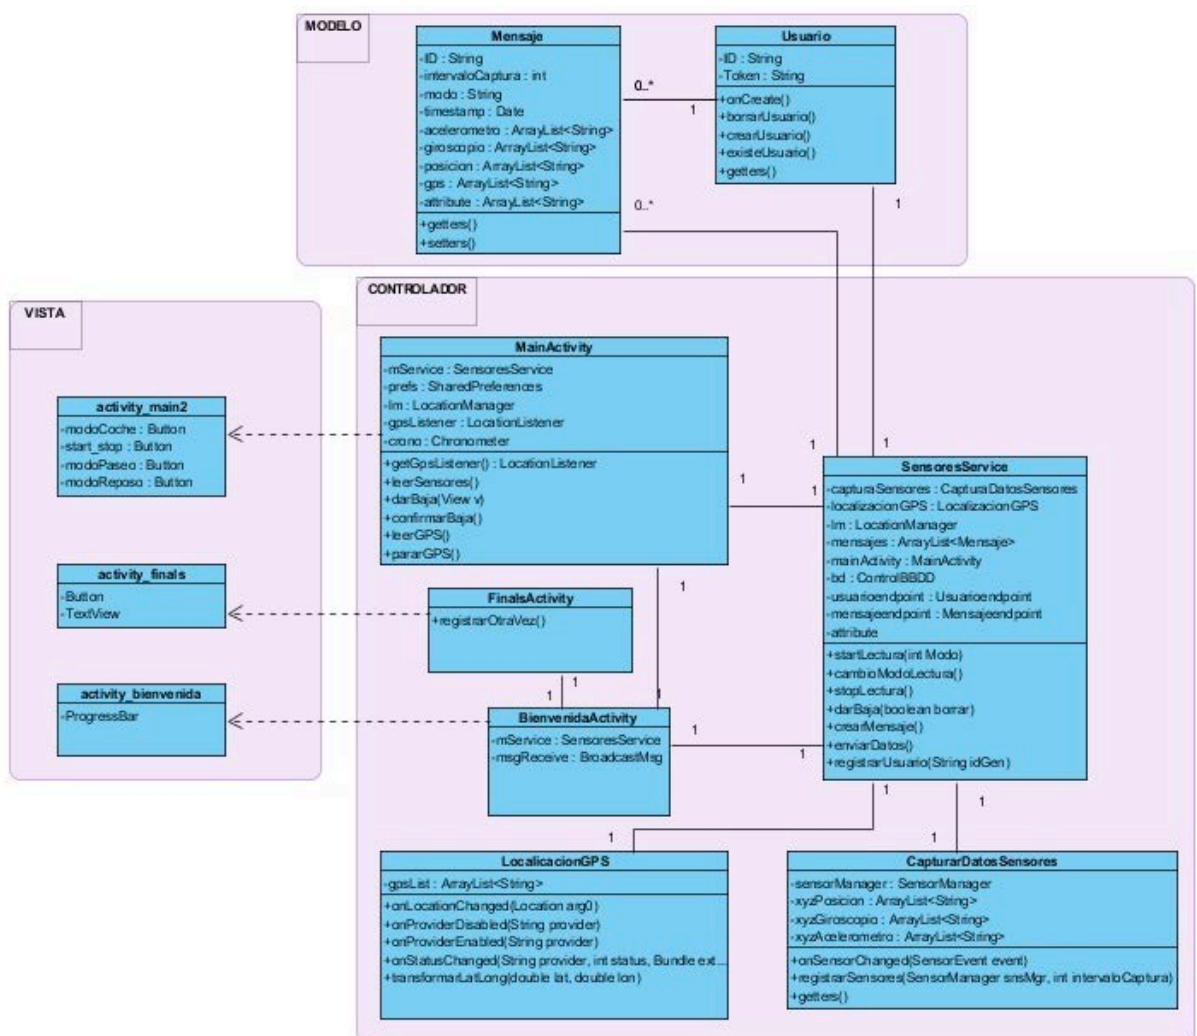 MODELO
Mensaje
-ID : String
-intervaloCaptura : int
-modo : String
-timestamp : Date
-acelerometro : ArrayList<String>
-giroscopio : ArrayList<String>
-posicion : ArrayList<String>
-gps : ArrayList<String>
-attribute : ArrayList<String>
+getters()
+setters()
0..*
1
0..*
Usuario
-ID : String
-Token : String
+onCreate()
+borrarUsuario()
+crearUsuario()
+existeUsuario()
+getters()
1
VISTA
activity_main2
-modoCoche : Button
-start_stop : Button
-modoPaseo : Button
-modoReposo : Button
activity_finals
-Button
-TextView
activity_bienvenida
-ProgressBar
CONTROLADOR
MainActivity
-mService : SensoresService
-prefs : SharedPreferences
-lm : LocationManager
-gpsListener : LocationListener
-crono : Chronometer
+getGpsListener() : LocationListener
+leerSensores()
+darBaja(View v)
+confirmarBaja()
+leerGPS()
+pararGPS()
1
1
1
1
1
FinalsActivity
+registrarOtraVez()
1
1
1
BienvenidaActivity
-mService : SensoresService
-msgReceive : BroadcastMsg
1
1
SensoresService
-capturaSensores : CapturaDatosSensores
-localizacionGPS : LocalizacionGPS
-lm : LocationManager
-mensajes : ArrayList<Mensaje>
-mainActivity : MainActivity
-bd : ControlBBDD
-usuarioendpoint : Usuarioendpoint
-mensajeendpoint : Mensajeendpoint
-attribute
+startLectura(int Modo)
+cambioModoLectura()
+stopLectura()
+darBaja(boolean borrar)
+crearMensaje()
+enviarDatos()
+registrarUsuario(String idGen)
1
1
1
1
LocalicacionGPS
-gpsList : ArrayList<String>
+onLocationChanged(Location arg0)
+onProviderDisabled(String provider)
+onProviderEnabled(String provider)
+onStatusChanged(String provider, int status, Bundle ext...
+transformarLatLong(double lat, double lon)
CapturarDatosSensores
-sensorManager : SensorManager
-xyzPosicion : ArrayList<String>
-xyzGiroscopio : ArrayList<String>
-xyzAcelerometro : ArrayList<String>
+onSensorChanged(SensorEvent event)
+registrarSensores(SensorManager snsMgr, int intervaloCaptura)
+getters()